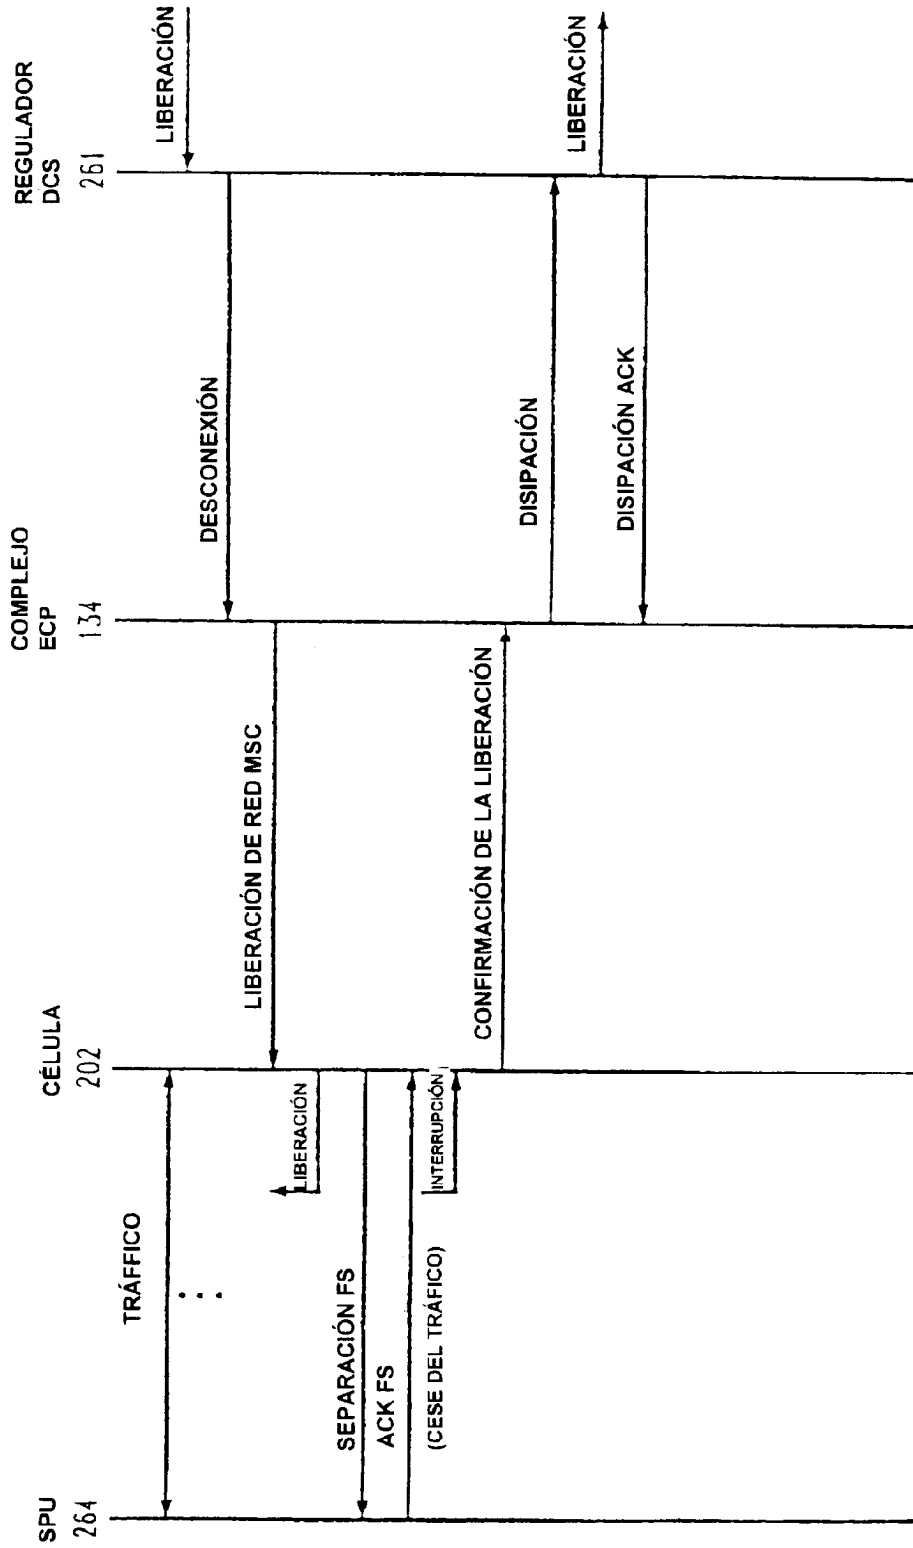 SPU
264
CÉLULA
202
COMPLEJO
ECP
134
REGULADOR
DCS
261
TRÁFFICO
LIBERACIÓN
DESCONEXIÓN
LIBERACIÓN DE RED MSC
LIBERACIÓN
SEPARACIÓN FS
ACK FS
(CESE DEL TRÁFICO)
INTERRUPCIÓN
CONFIRMACIÓN DE LA LIBERACIÓN
DISIPACIÓN
LIBERACIÓN
DISIPACIÓN ACK